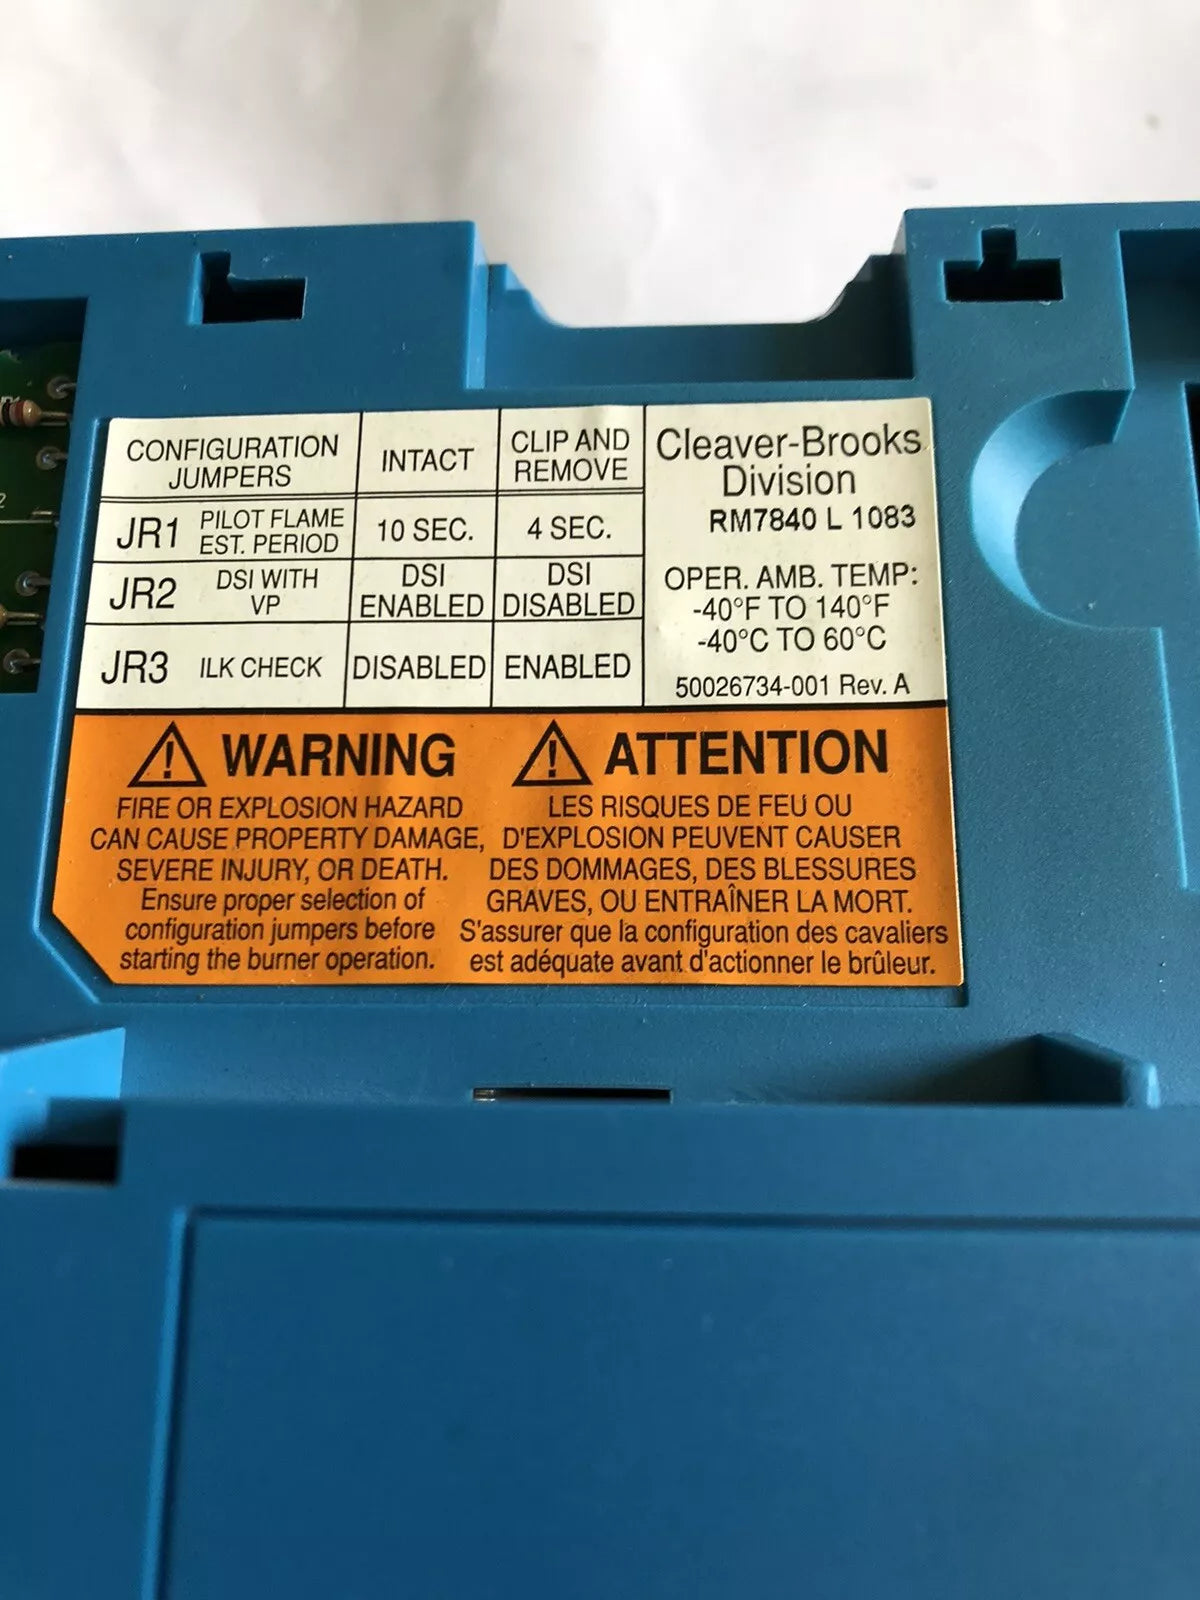 CONFIGURATION
JUMPERS
INTACT
CLIP AND
REMOVE
JR1
PILOT FLAME
EST. PERIOD
10 SEC.
4 SEC.
JR2
DSI WITH
VP
DSI
ENABLED
DSI
DISABLED
JR3
ILK CHECK
DISABLED
ENABLED
Cleaver-Brooks
Division
RM7840 L 1083
OPER. AMB. TEMP:
-40°F TO 140°F
-40°C TO 60°C
50026734-001 Rev. A
WARNING
FIRE OR EXPLOSION HAZARD
CAN CAUSE PROPERTY DAMAGE,
SEVERE INJURY, OR DEATH.
Ensure proper selection of
configuration jumpers before
starting the burner operation.
ATTENTION
LES RISQUES DE FEU OU
D'EXPLOSION PEUVENT CAUSER
DES DOMMAGES, DES BLESSURES
GRAVES, OU ENTRAÎNER LA MORT.
S'assurer que la configuration des cavaliers
est adéquate avant d'actionner le brûleur.